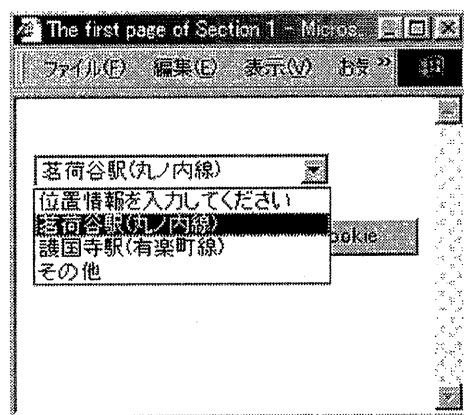 The first page of Section 1 - Micros...
ファイル(F) 編集(E) 表示(V) お気 »
茗荷谷駅(丸ノ内線)
位置情報を入力してください
茗荷谷駅(丸ノ内線)
護国寺駅(有楽町線) ookie
その他